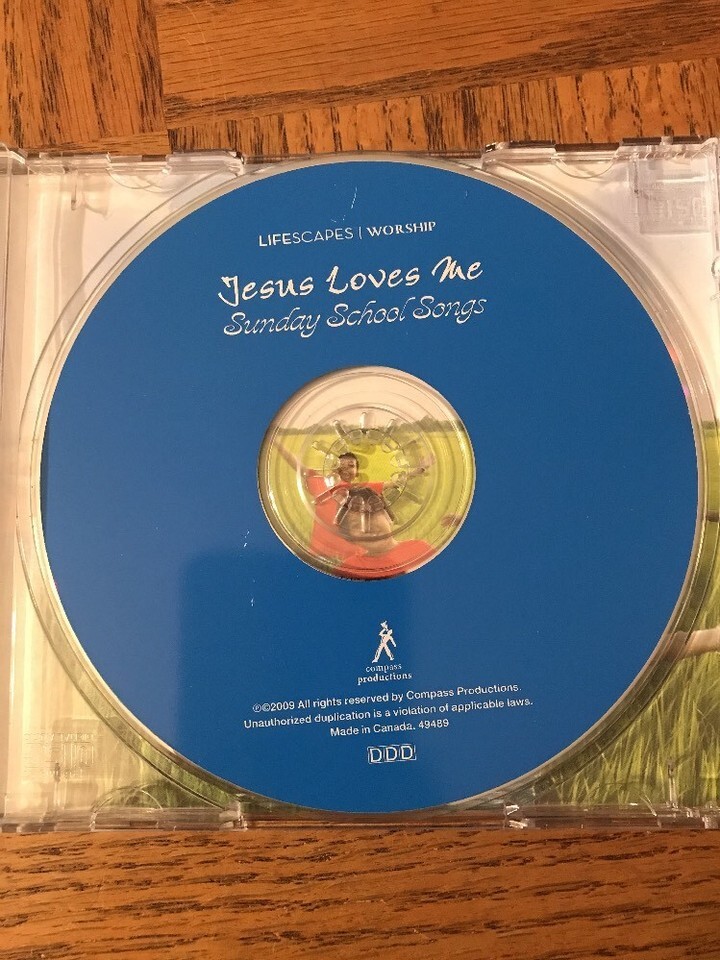 LIFESCAPES | WORSHIP
Jesus Loves Me
Sunday School Songs
compass
productions
℗©2009 All rights reserved by Compass Productions.
Unauthorized duplication is a violation of applicable laws.
Made in Canada. 49489
DDD